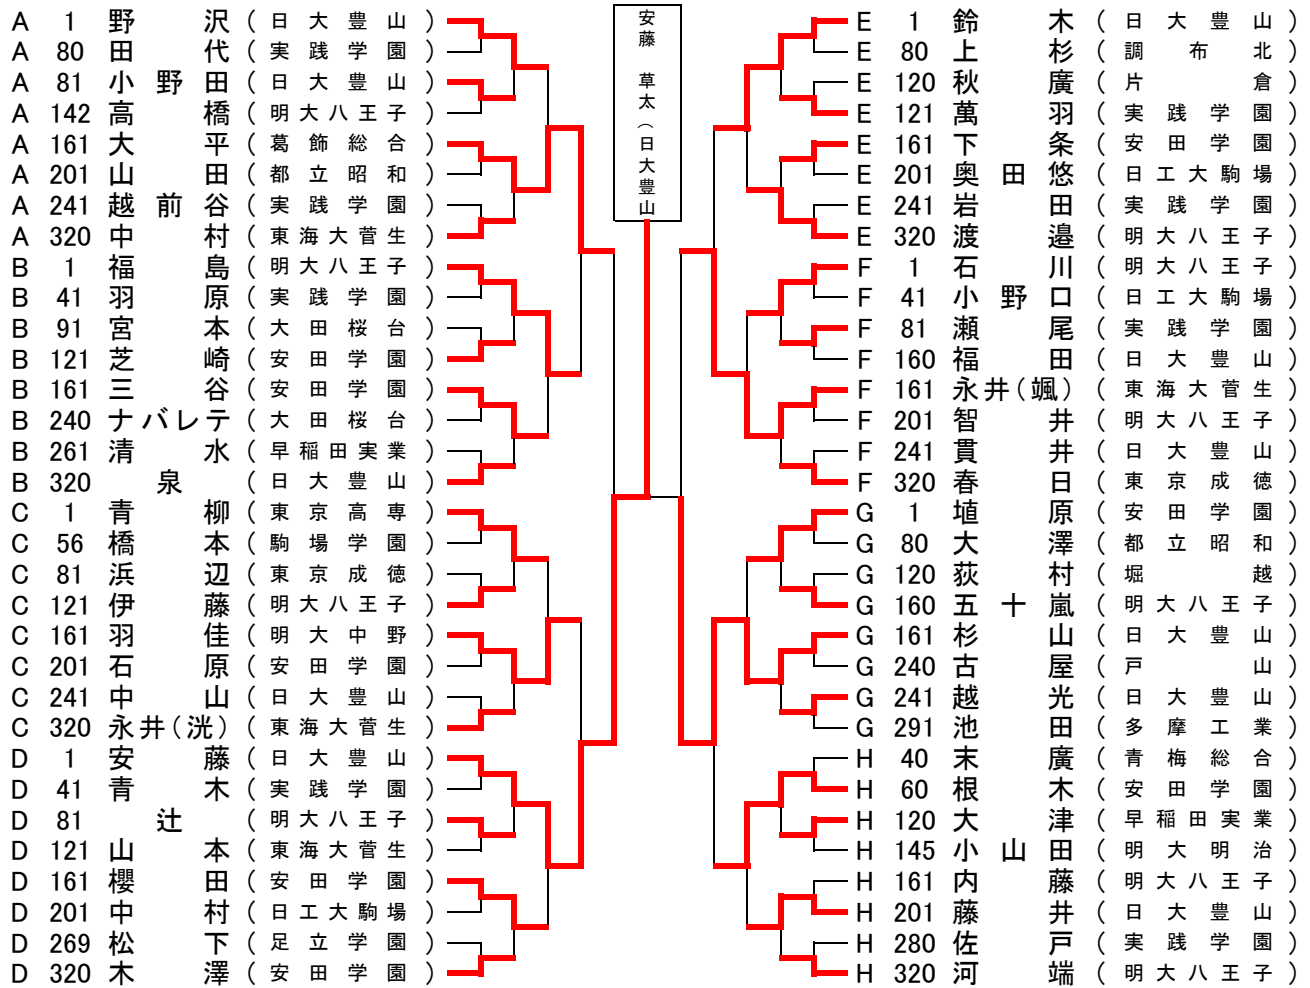 安藤 草太（日大豊山
A 1 野沢 (日大豊山)
A 80 田代 (実践学園)
A 81 小野田 (日大豊山)
A 142 高橋 (明大八王子)
A 161 大平 (葛飾総合)
A 201 山田 (都立昭和)
A 241 越前谷 (実践学園)
A 320 中村 (東海大菅生)
B 1 福島 (明大八王子)
B 41 羽原 (実践学園)
B 91 宮本 (大田桜台)
B 121 芝崎 (安田学園)
B 161 三谷 (安田学園)
B 240 ナバレテ (大田桜台)
B 261 清水 (早稲田実業)
B 320 泉 (日大豊山)
C 1 青柳 (東京高専)
C 56 橋本 (駒場学園)
C 81 浜辺 (東京成徳)
C 121 伊藤 (明大八王子)
C 161 羽佳 (明大中野)
C 201 石原 (安田学園)
C 241 中山 (日大豊山)
C 320 永井(洸) (東海大菅生)
D 1 安藤 (日大豊山)
D 41 青木 (実践学園)
D 81 辻 (明大八王子)
D 121 山本 (東海大菅生)
D 161 櫻田 (安田学園)
D 201 中村 (日工大駒場)
D 269 松下 (足立学園)
D 320 木澤 (安田学園)
E 1 鈴木 (日大豊山)
E 80 上杉 (調布北)
E 120 秋廣 (片倉)
E 121 萬羽 (実践学園)
E 161 下条 (安田学園)
E 201 奥田悠 (日工大駒場)
E 241 岩田 (実践学園)
E 320 渡邉 (明大八王子)
F 1 石川 (明大八王子)
F 41 小野口 (日工大駒場)
F 81 瀬尾 (実践学園)
F 160 福田 (日大豊山)
F 161 永井(颯) (東海大菅生)
F 201 智井 (明大八王子)
F 241 貫井 (日大豊山)
F 320 春日 (東京成徳)
G 1 埴原 (安田学園)
G 80 大澤 (都立昭和)
G 120 荻村 (堀越)
G 160 五十嵐 (明大八王子)
G 161 杉山 (日大豊山)
G 240 古屋 (戸山)
G 241 越光 (日大豊山)
G 291 池田 (多摩工業)
H 40 末廣 (青梅総合)
H 60 根木 (安田学園)
H 120 大津 (早稲田実業)
H 145 小山田 (明大明治)
H 161 内藤 (明大八王子)
H 201 藤井 (日大豊山)
H 280 佐戸 (実践学園)
H 320 河端 (明大八王子)